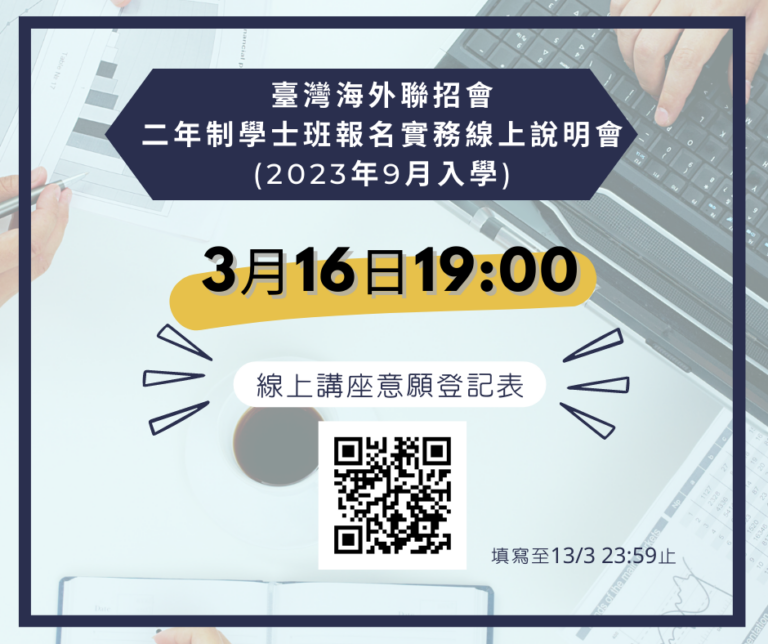 臺灣海外聯招會
二年制學士班報名實務線上說明會
(2023年9月入學)
3月16日19:00
線上講座意願登記表
填寫至13/3 23:59止